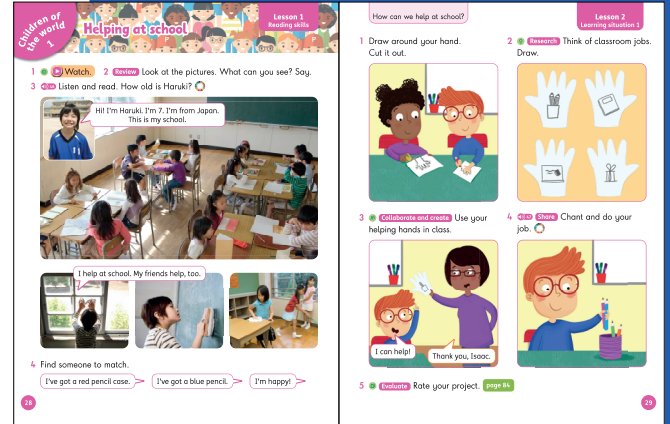 Children of
the world
1
Helping at school
Lesson 1
Reading skills
1 Watch. 2 Review Look at the pictures. What can you see? Say.
3 Listen and read. How old is Haruki?
Hi! I'm Haruki. I'm 7. I'm from Japan.
This is my school.
I help at school. My friends help, too.
4 Find someone to match.
I've got a red pencil case.
I've got a blue pencil.
I'm happy!
28
How can we help at school?
Lesson 2
Learning situation 1
1 Draw around your hand.
Cut it out.
2 Research Think of classroom jobs.
Draw.
3 Collaborate and create Use your
helping hands in class.
4 Share Chant and do your
job.
I can help!
Thank you, Isaac.
5 Evaluate Rate your project. page 84
29